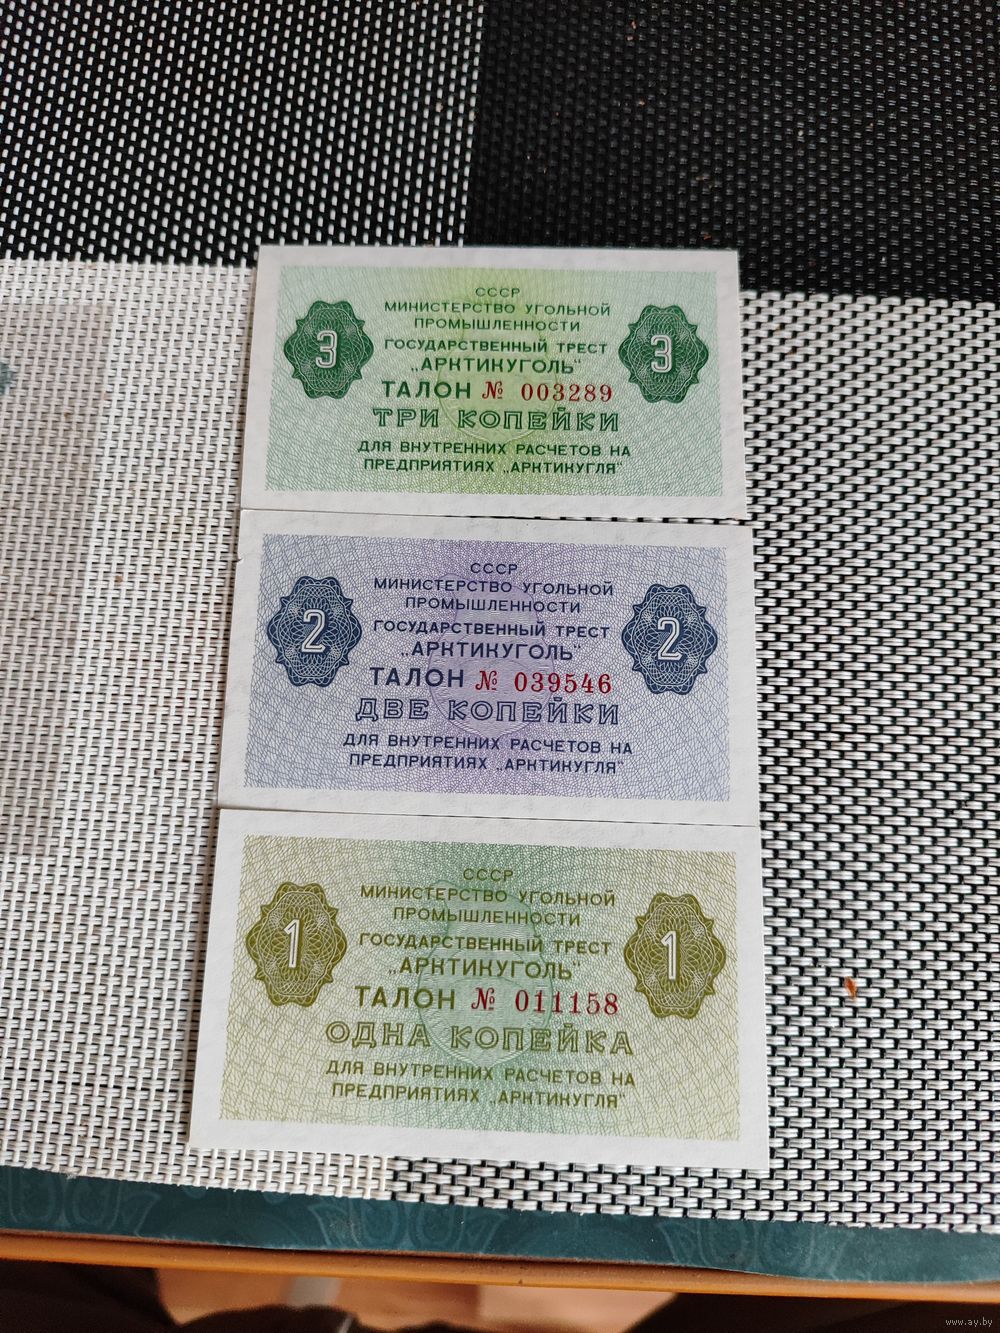 СССР
МИНИСТЕРСТВО УГОЛЬНОЙ
ПРОМЫШЛЕННОСТИ
ГОСУДАРСТВЕННЫЙ ТРЕСТ
„АРКТИКУГОЛЬ"
3 3
ТАЛОН № 003289
ТРИ КОПЕЙКИ
ДЛЯ ВНУТРЕННИХ РАСЧЕТОВ НА
ПРЕДПРИЯТИЯХ „АРКТИКУГЛЯ"
СССР
МИНИСТЕРСТВО УГОЛЬНОЙ
ПРОМЫШЛЕННОСТИ
ГОСУДАРСТВЕННЫЙ ТРЕСТ
2 2
„АРКТИКУГОЛЬ"
ТАЛОН № 039546
ДВЕ КОПЕЙКИ
ДЛЯ ВНУТРЕННИХ РАСЧЕТОВ НА
ПРЕДПРИЯТИЯХ „АРКТИКУГЛЯ"
СССР
МИНИСТЕРСТВО УГОЛЬНОЙ
ПРОМЫШЛЕННОСТИ
ГОСУДАРСТВЕННЫЙ ТРЕСТ
1 1
„АРКТИКУГОЛЬ"
ТАЛОН № 011158
ОДНА КОПЕЙКА
ДЛЯ ВНУТРЕННИХ РАСЧЕТОВ НА
ПРЕДПРИЯТИЯХ „АРКТИКУГЛЯ"
www.ay.by